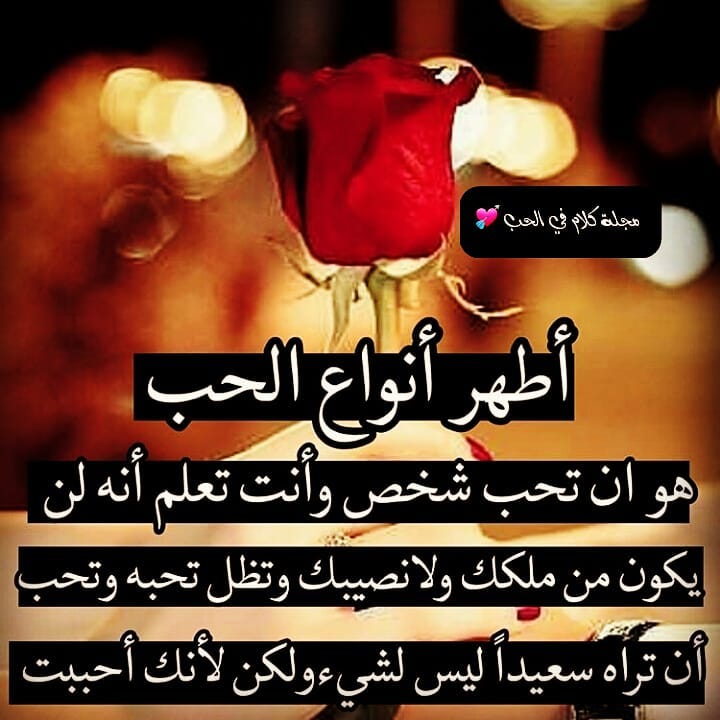 مجلة كلام في الحب 💘
أطهر أنواع الحب
هو ان تحب شخص وأنت تعلم أنه لن
يكون من ملكك ولانصيبك وتظل تحبه وتحب
أن تراه سعيداً ليس لشيء ولكن لأنك أحببت